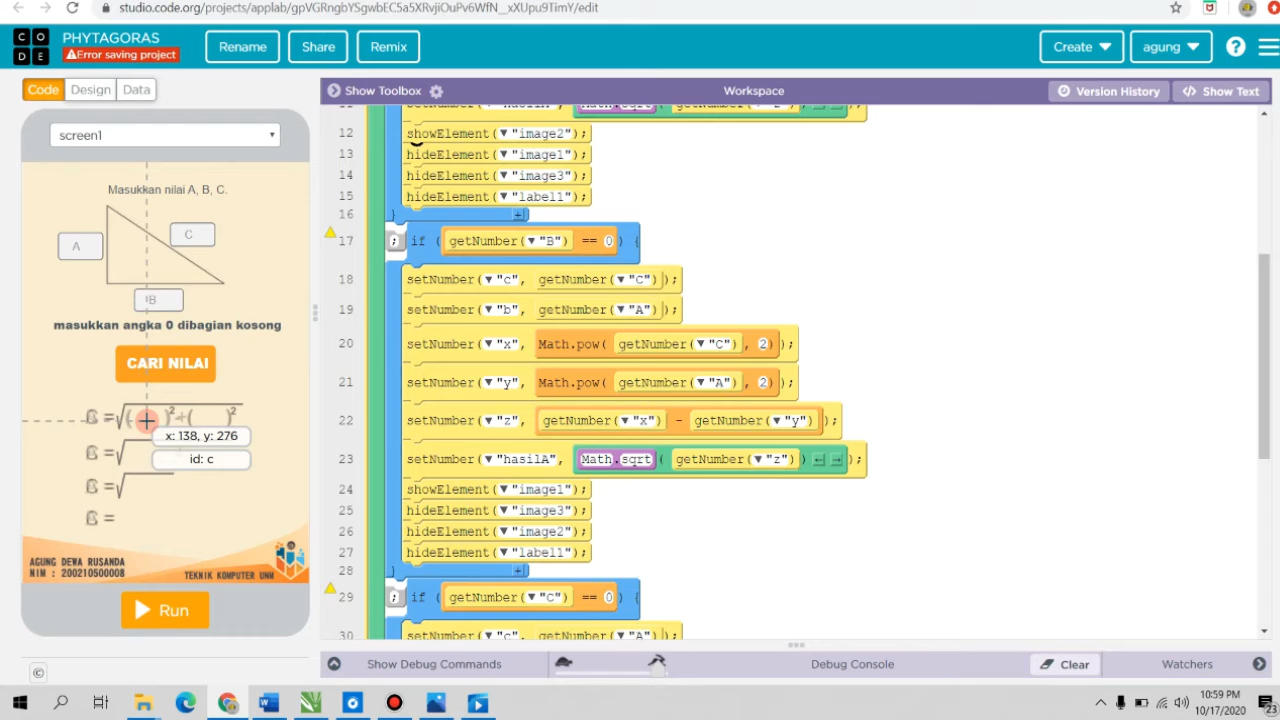 studio.code.org/projects/applab/gpVGRngbYSgwbEC5a5XRvjiOuPv6WfN__xXUpu9TimY/edit
CODE
PHYTAGORAS
Error saving project
Rename
Share
Remix
Create
agung
?
Code
Design
Data
Show Toolbox
Workspace
Version History
</> Show Text
screen1
Masukkan nilai A, B, C.
A
C
B
masukkan angka 0 dibagian kosong
CARI NILAI
x: 138, y: 276
id: c
AGUNG DEWA RUSANDA
NIM : 200210500008
TEKNIK KOMPUTER UNM
Run
12 showElement("image2");
13 hideElement("image1");
14 hideElement("image3");
15 hideElement("label1");
16 }
17 ; if (getNumber("B") == 0) {
18 setNumber("c", getNumber("C"));
19 setNumber("b", getNumber("A"));
20 setNumber("x", Math.pow(getNumber("C"), 2));
21 setNumber("y", Math.pow(getNumber("A"), 2));
22 setNumber("z", getNumber("x") - getNumber("y"));
23 setNumber("hasilA", Math.sqrt(getNumber("z")));
24 showElement("image1");
25 hideElement("image3");
26 hideElement("image2");
27 hideElement("label1");
28 }
29 ; if (getNumber("C") == 0) {
30 setNumber("c", getNumber("A"));
Show Debug Commands
Debug Console
Clear
Watchers
10:59 PM
10/17/2020
23